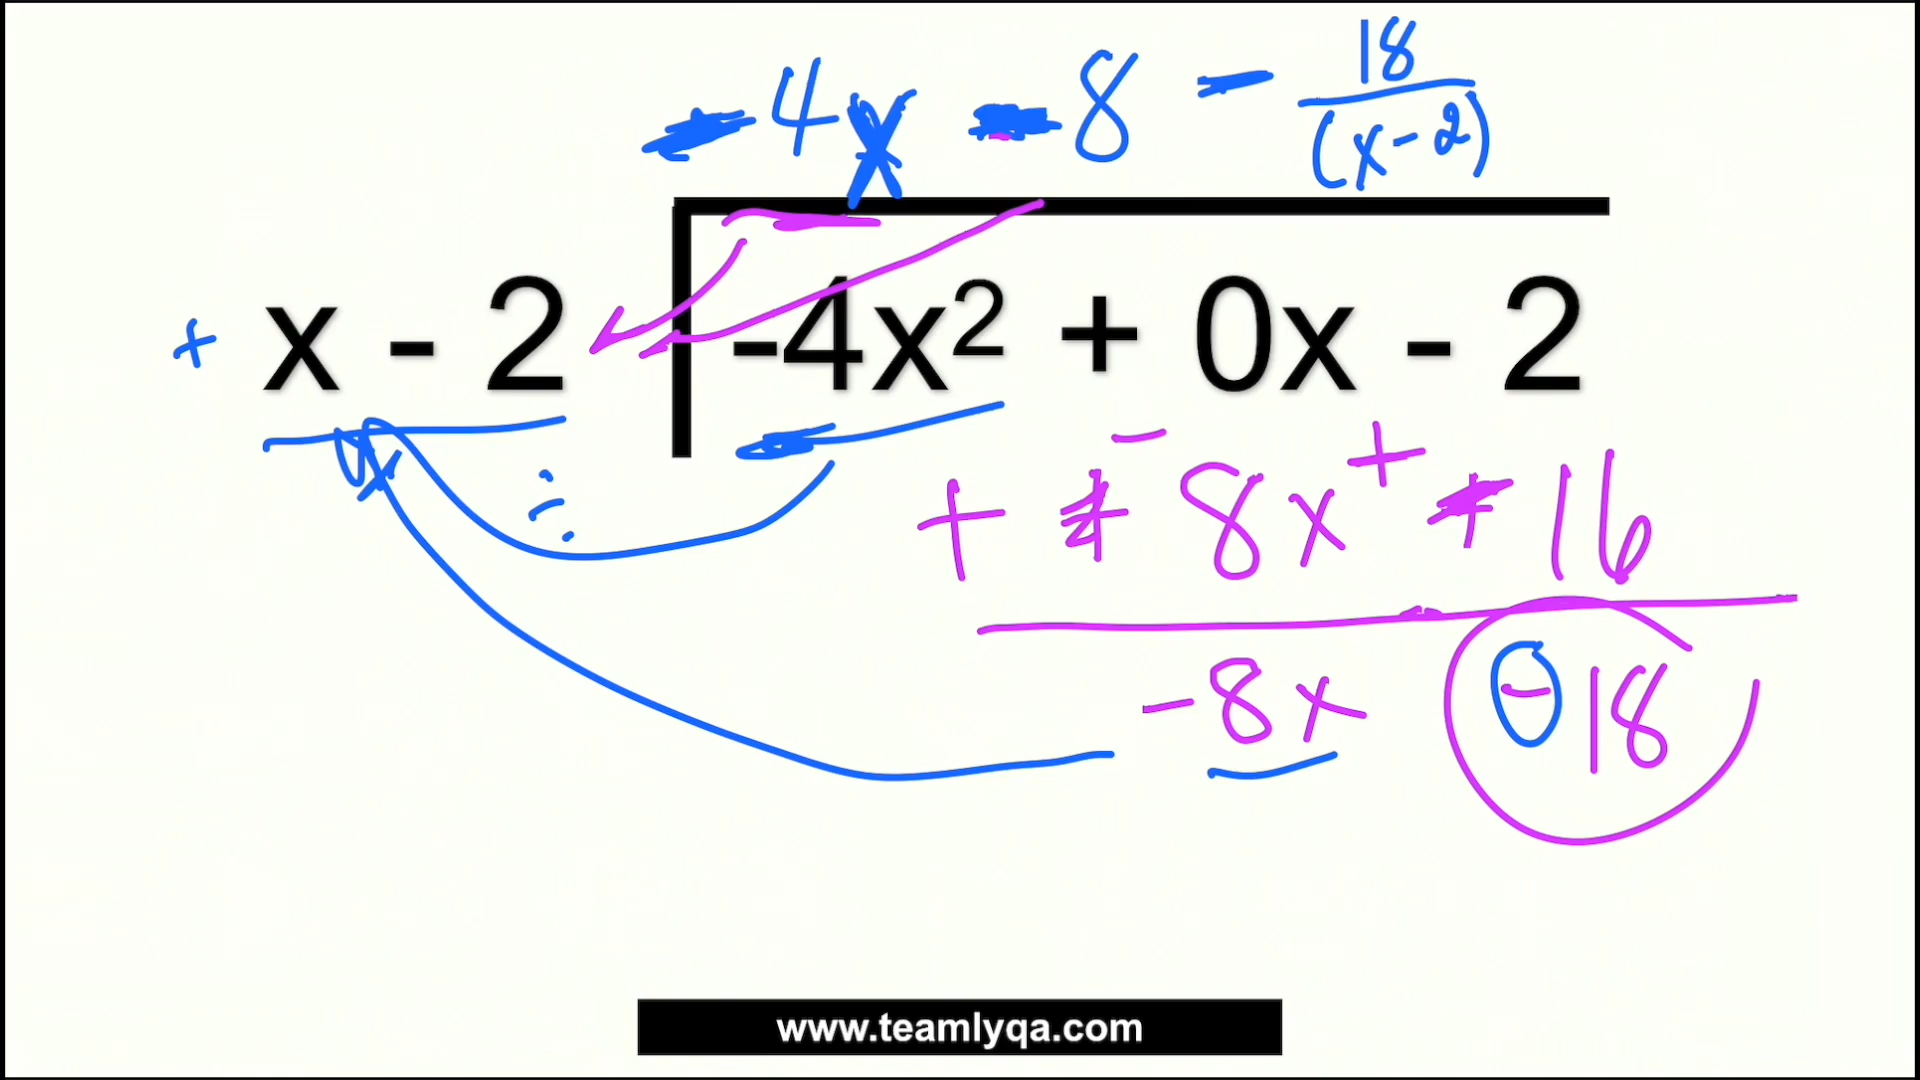 -4x - 8 - 18/(x-2)
+ x - 2 -4x² + 0x - 2
÷ - +
+ 8x 16
-8x - 18
www.teamlyqa.com